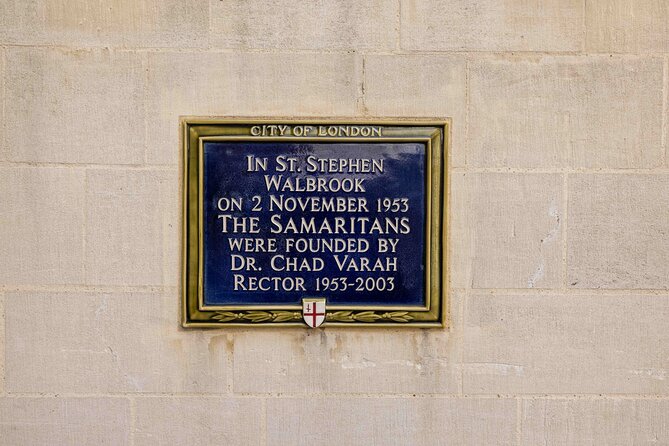 CITY OF LONDON
IN ST. STEPHEN
WALBROOK
ON 2 NOVEMBER 1953
THE SAMARITANS
WERE FOUNDED BY
DR. CHAD VARAH
RECTOR 1953-2003